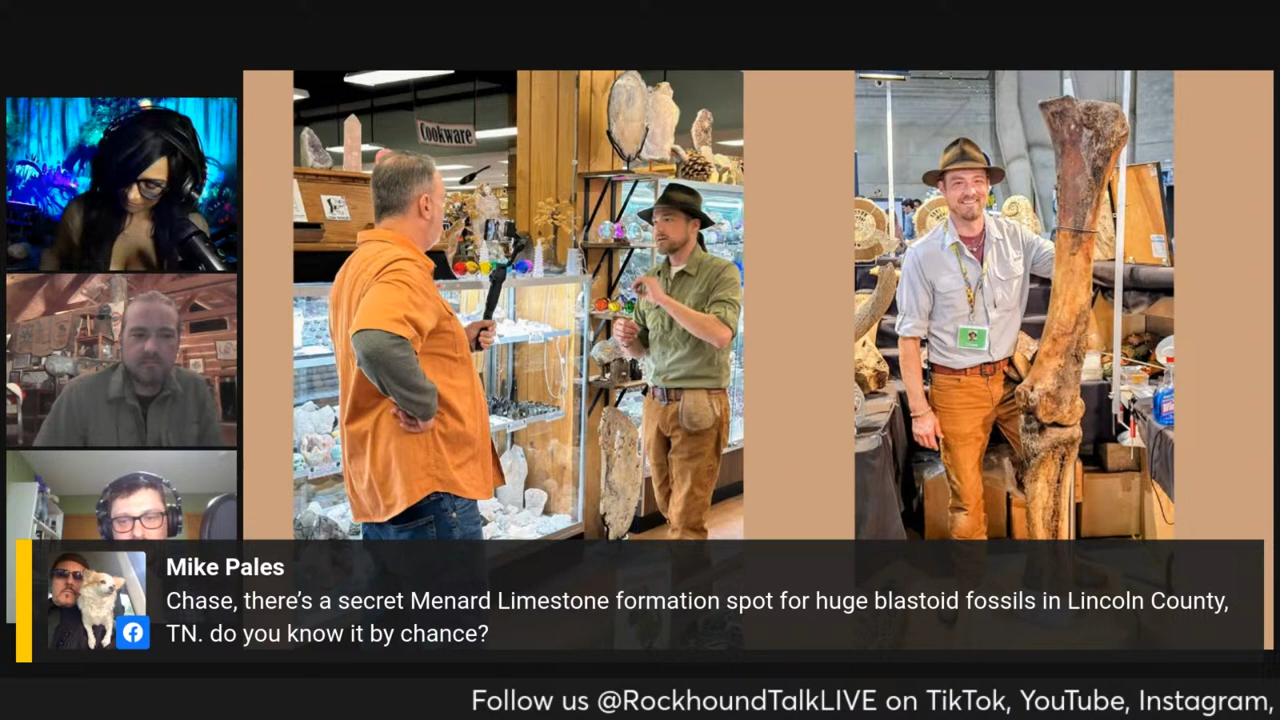 Cookware
Mike Pales
Chase, there’s a secret Menard Limestone formation spot for huge blastoid fossils in Lincoln County,
TN. do you know it by chance?
Follow us @RockhoundTalkLIVE on TikTok, YouTube, Instagram,